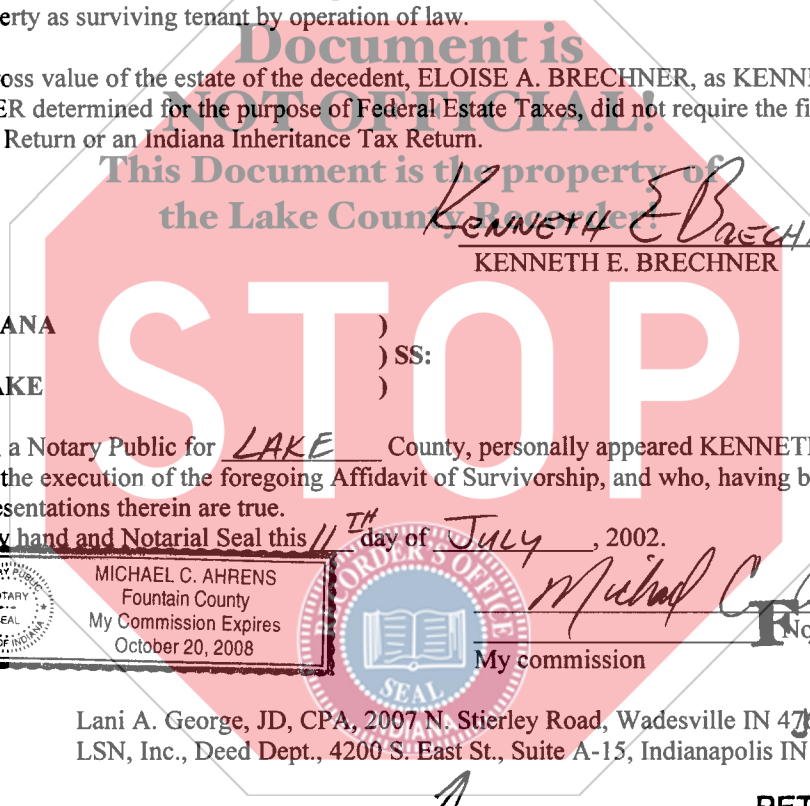 erty as surviving tenant by operation of law.
Document is
oss value of the estate of the decedent, ELOISE A. BRECHNER, as KENN
ER determined for the purpose of Federal Estate Taxes, did not require the fi
NOT OFFICIAL!
Return or an Indiana Inheritance Tax Return.
This Document is the property of
the Lake County Recorder!
KENNETH E BRECH
KENNETH E. BRECHNER
STOP
ANA )
) SS:
AKE )
a Notary Public for LAKE County, personally appeared KENNETH
the execution of the foregoing Affidavit of Survivorship, and who, having b
esentations therein are true.
y hand and Notarial Seal this 11TH day of JULY, 2002.
MICHAEL C. AHRENS
Fountain County
My Commission Expires
October 20, 2008
RECORDER'S OFFICE
SEAL
INDIANA
Michael C
No
My commission
Lani A. George, JD, CPA, 2007 N. Stierley Road, Wadesville IN 476
LSN, Inc., Deed Dept., 4200 S. East St., Suite A-15, Indianapolis IN